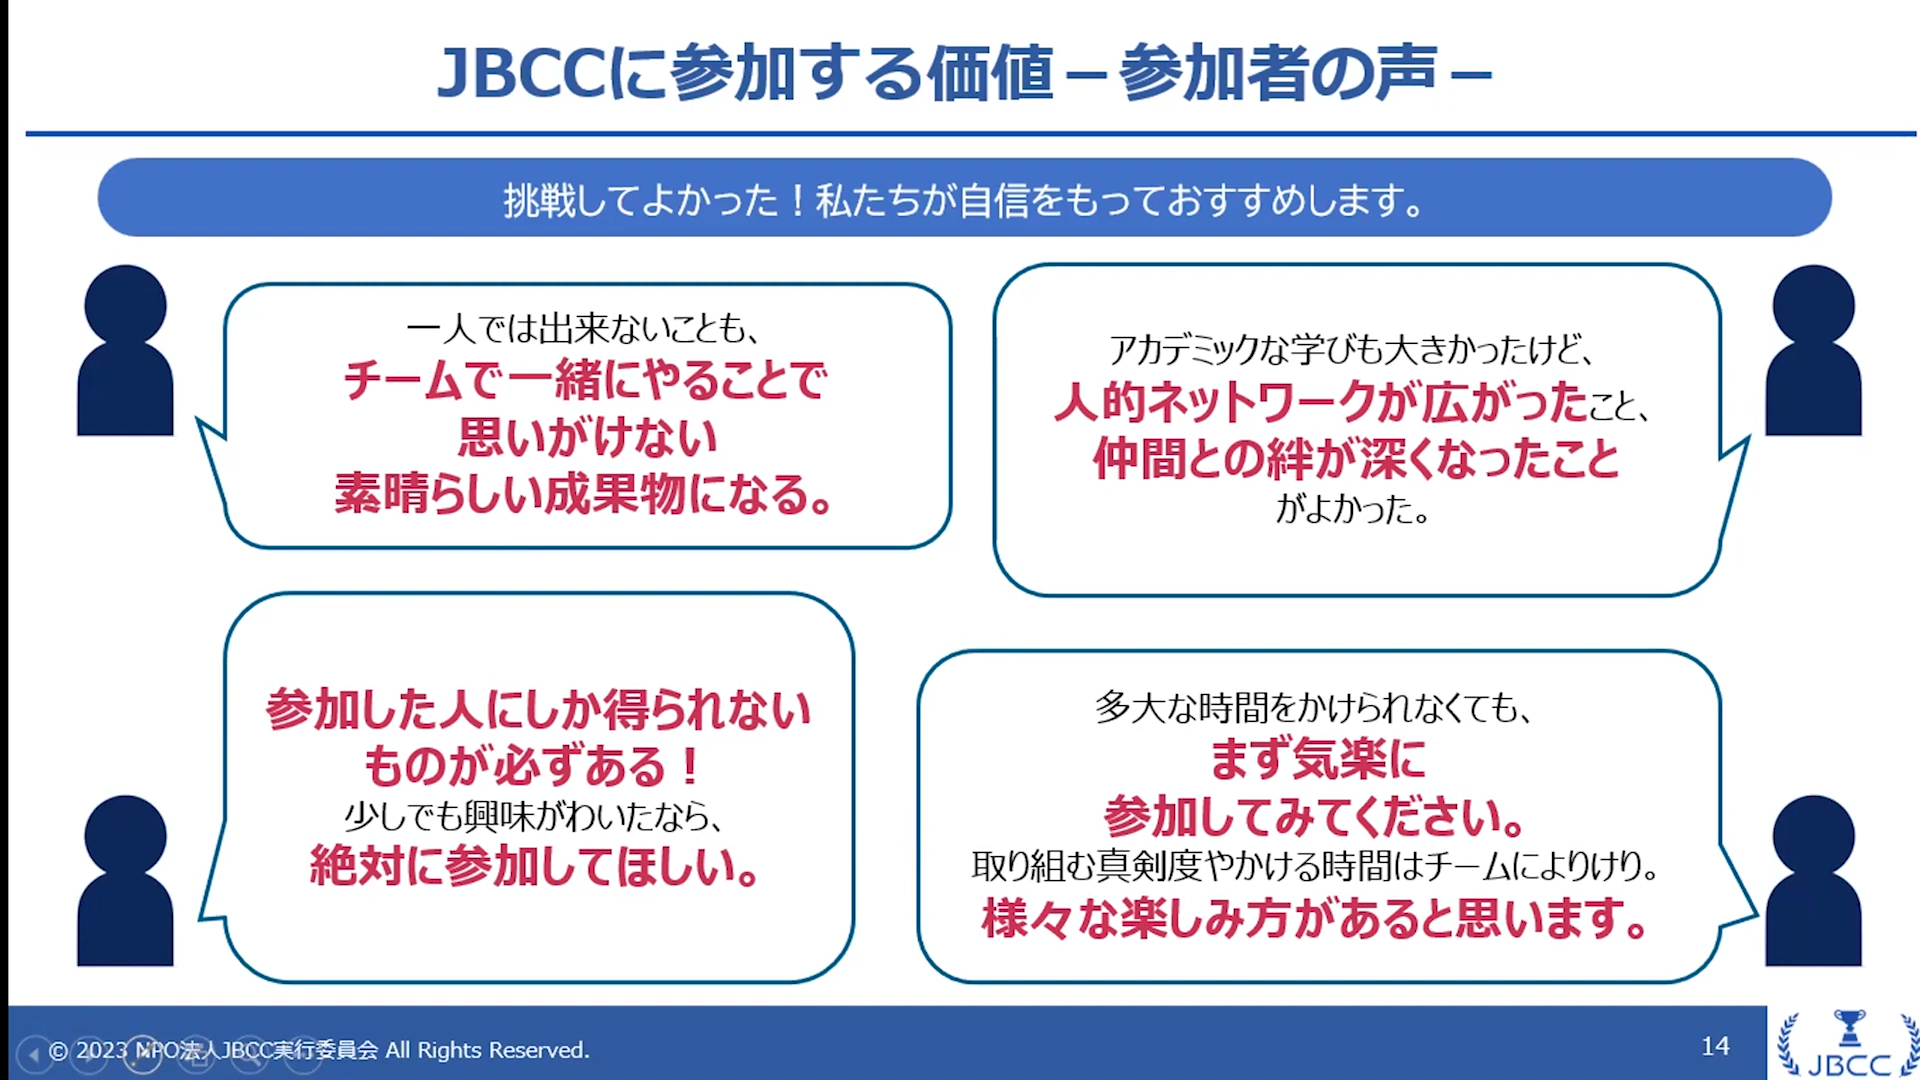 JBCCに参加する価値－参加者の声－
挑戦してよかった！私たちが自信をもっておすすめします。
一人では出来ないことも、
チームで一緒にやることで
思いがけない
素晴らしい成果物になる。
アカデミックな学びも大きかったけど、
人的ネットワークが広がったこと、
仲間との絆が深くなったこと
がよかった。
参加した人にしか得られない
ものが必ずある！
少しでも興味がわいたなら、
絶対に参加してほしい。
多大な時間をかけられなくても、
まず気楽に
参加してみてください。
取り組む真剣度やかける時間はチームによりけり。
様々な楽しみ方があると思います。
© 2023 NPO法人JBCC実行委員会 All Rights Reserved.
14
JBCC